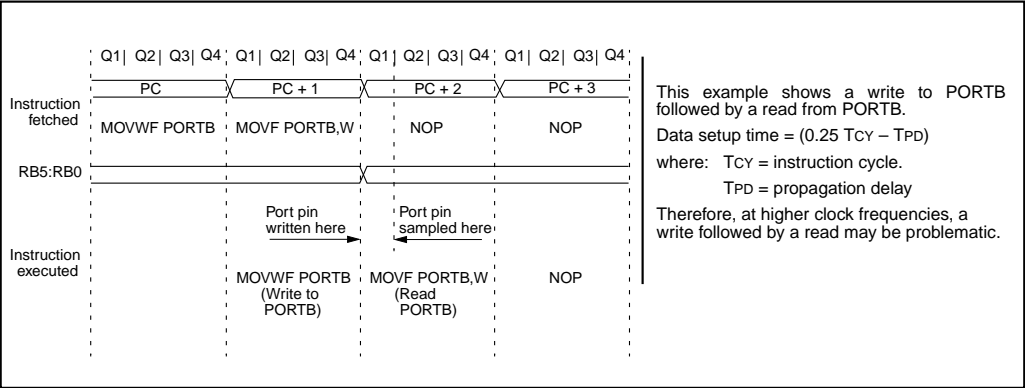 Q1| Q2| Q3| Q4 Q1| Q2| Q3| Q4 Q1| Q2| Q3| Q4 Q1| Q2| Q3| Q4
PC PC + 1 PC + 2 PC + 3
Instruction
fetched
MOVWF PORTB MOVF PORTB,W NOP NOP
RB5:RB0
Port pin
written here
Port pin
sampled here
Instruction
executed
MOVWF PORTB
(Write to
PORTB)
MOVF PORTB,W
(Read
PORTB)
NOP
This example shows a write to PORTB
followed by a read from PORTB.
Data setup time = (0.25 TCY – TPD)
where: TCY = instruction cycle.
TPD = propagation delay
Therefore, at higher clock frequencies, a
write followed by a read may be problematic.